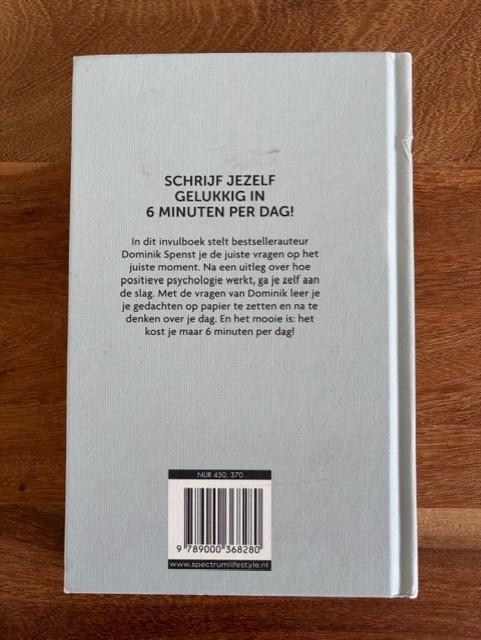 SCHRIJF JEZELF
GELUKKIG IN
6 MINUTEN PER DAG!
In dit invulboek stelt bestsellerauteur
Dominik Spenst je de juiste vragen op het
juiste moment. Na een uitleg over hoe
positieve psychologie werkt, ga je zelf aan
de slag. Met de vragen van Dominik leer je
je gedachten op papier te zetten en na te
denken over je dag. En het mooie is: het
kost je maar 6 minuten per dag!
NUR 450, 370
9 789000 368280
www.spectrumlifestyle.nl